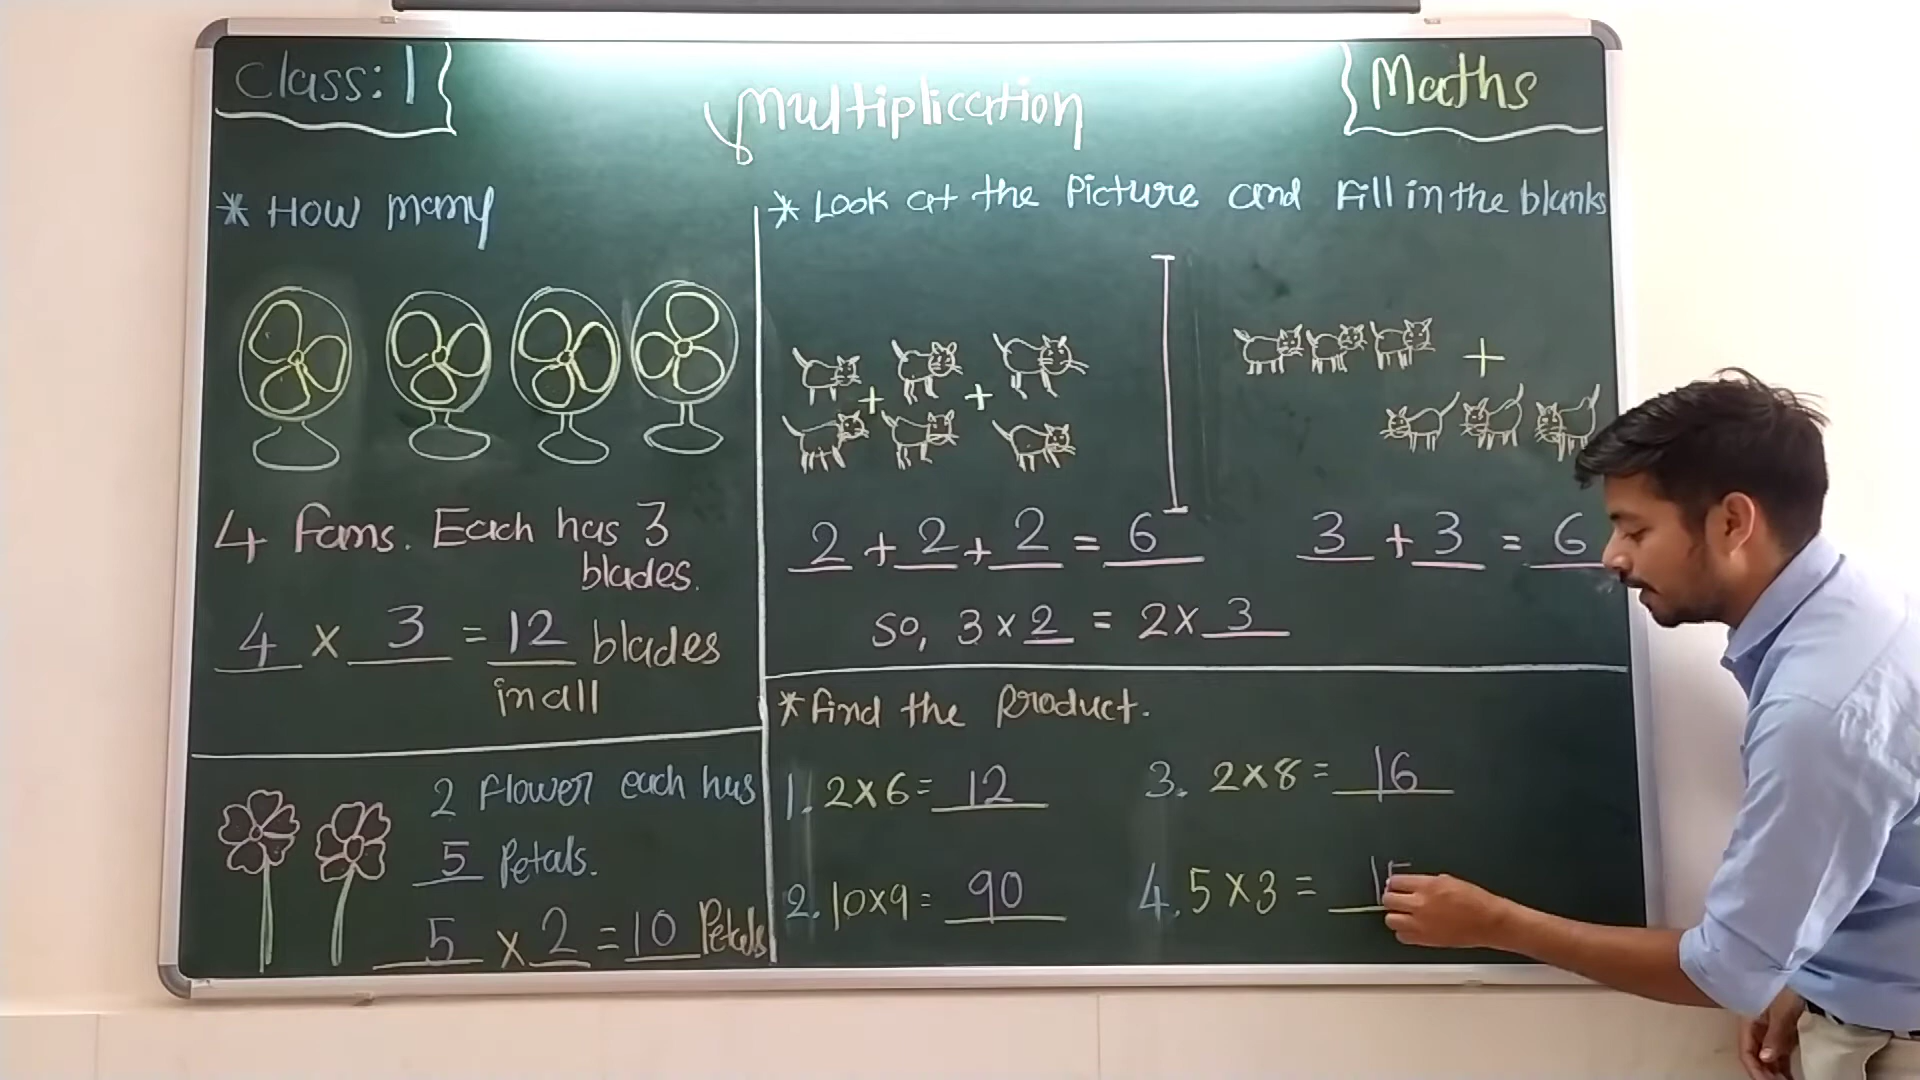 Class: 1
Multiplication
Maths
* How many
4 Fans. Each has 3
blades.
4 x 3 = 12 blades
in all
2 Flower each has
5 Petals.
5 x 2 = 10 Petals
* Look at the Picture and Fill in the blanks
+ +
+
2 + 2 + 2 = 6
3 + 3 = 6
so, 3 x 2 = 2 x 3
* Find the Product.
1. 2 x 6 = 12
2. 10 x 9 = 90
3. 2 x 8 = 16
4. 5 x 3 = 15